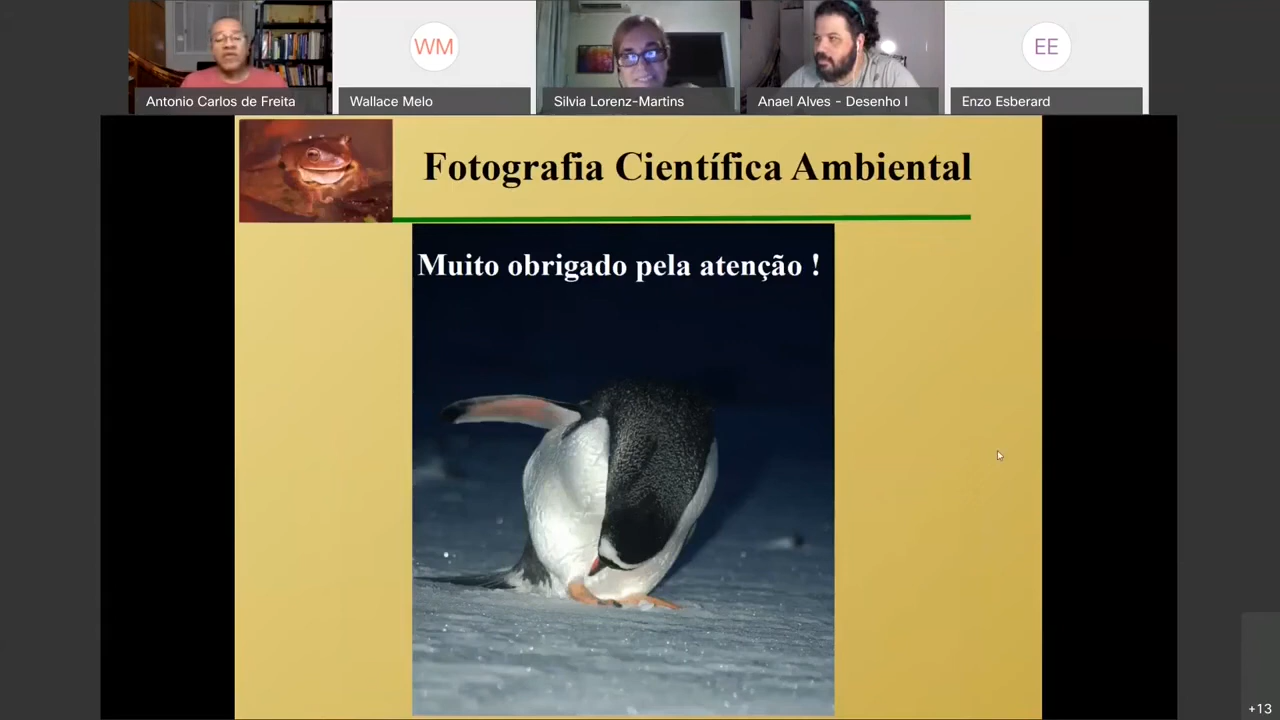 WM
EE
Antonio Carlos de Freita
Wallace Melo
Silvia Lorenz-Martins
Anael Alves - Desenho I
Enzo Esberard
Fotografia Científica Ambiental
Muito obrigado pela atenção !
+13